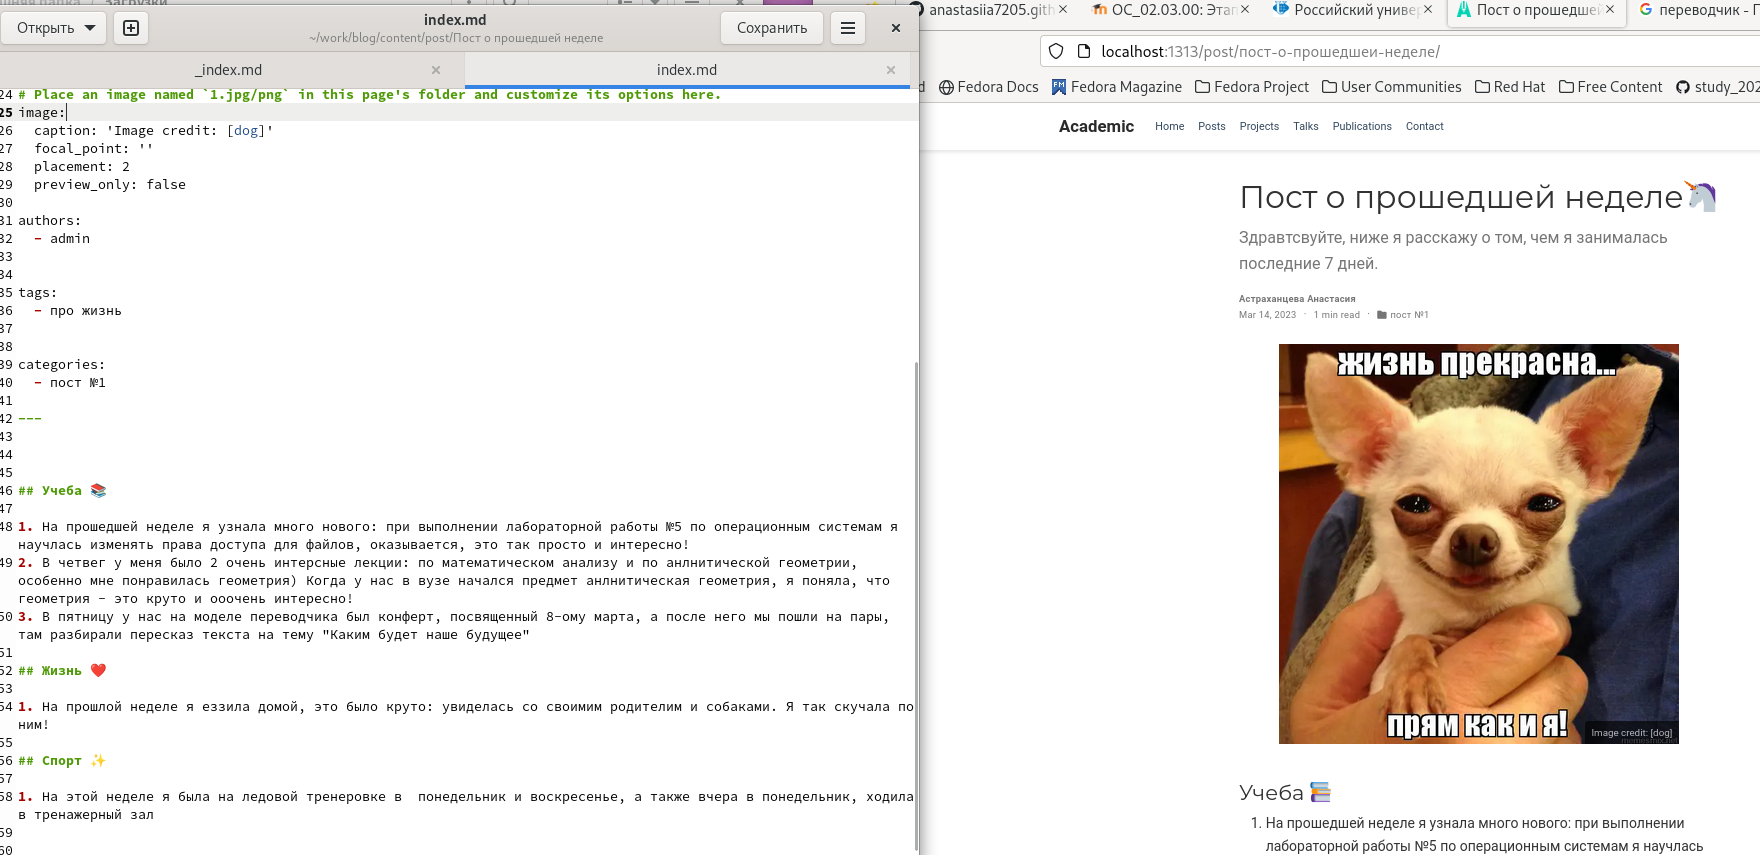 Открыть
index.md
~/work/blog/content/post/Пост о прошедшей неделе
Сохранить
_index.md
index.md
24 # Place an image named `1.jpg/png` in this page's folder and customize its options here.
25 image:
26 caption: 'Image credit: [dog]'
27 focal_point: ''
28 placement: 2
29 preview_only: false
30
31 authors:
32 - admin
33
34
35 tags:
36 - про жизнь
37
38
39 categories:
40 - пост №1
41
42 ---
43
44
45
46 ## Учеба 📚
47
48 1. На прошедшей неделе я узнала много нового: при выполнении лабораторной работы №5 по операционным системам я
научлась изменять права доступа для файлов, оказывается, это так просто и интересно!
49 2. В четвег у меня было 2 очень интерсные лекции: по математическом анализу и по анлнитической геометрии,
особенно мне понравилась геометрия) Когда у нас в вузе начался предмет анлнитическая геометрия, я поняла, что
геометрия - это круто и ооочень интересно!
50 3. В пятницу у нас на моделе переводчика был конферт, посвященный 8-ому марта, а после него мы пошли на пары,
там разбирали пересказ текста на тему "Каким будет наше будущее"
51
52 ## Жизнь ❤️
53
54 1. На прошлой неделе я еззила домой, это было круто: увиделась со своимим родителим и собаками. Я так скучала по
ним!
55
56 ## Спорт ✨
57
58 1. На этой неделе я была на ледовой тренеровке в  понедельник и воскресенье, а также вчера в понедельник, ходила
в тренажерный зал
59
60
anastasiia7205.gith
ОС_02.03.00: Этап
Российский универ
Пост о прошедшей
переводчик - П
localhost:1313/post/пост-о-прошедшеи-неделе/
Fedora Docs
Fedora Magazine
Fedora Project
User Communities
Red Hat
Free Content
study_202
Academic
Home Posts Projects Talks Publications Contact
Пост о прошедшей неделе🦄
Здравтсвуйте, ниже я расскажу о том, чем я занималась
последние 7 дней.
Астраханцева Анастасия
Mar 14, 2023 · 1 min read · пост №1
жизнь прекрасна...
прям как и я!
Image credit: [dog]
Учеба 📚
1. На прошедшей неделе я узнала много нового: при выполнении
лабораторной работы №5 по операционным системам я научлась